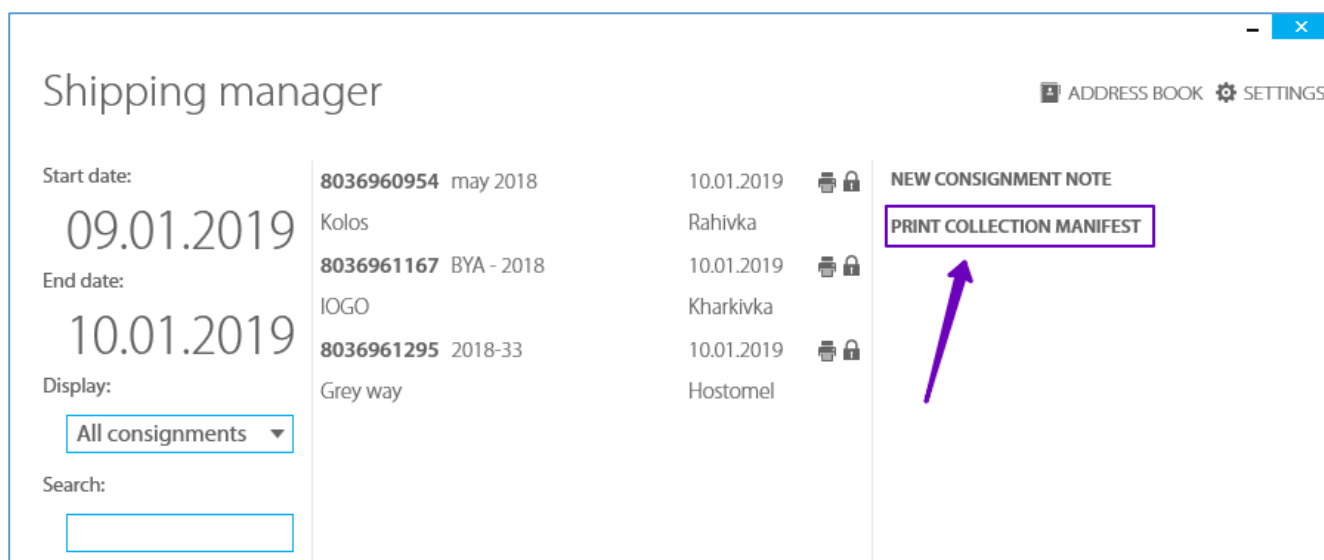 Shipping manager
ADDRESS BOOK SETTINGS
Start date:
09.01.2019
End date:
10.01.2019
Display:
All consignments
Search:
8036960954 may 2018 10.01.2019
Kolos Rahivka
8036961167 BYA - 2018 10.01.2019
IOGO Kharkivka
8036961295 2018-33 10.01.2019
Grey way Hostomel
NEW CONSIGNMENT NOTE
PRINT COLLECTION MANIFEST